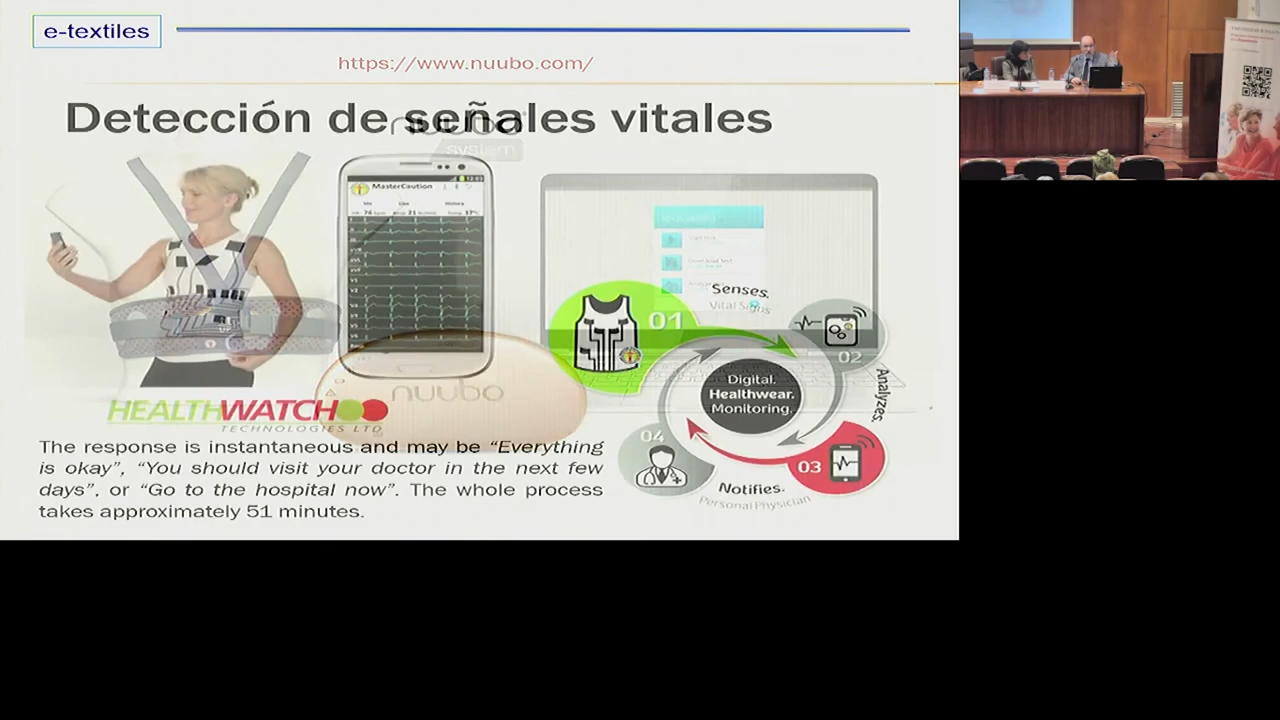 e-textiles
https://www.nuubo.com/
Detección de señales vitales
nuubo
system
MasterCaution
HEALTHWATCH
TECHNOLOGIES LTD
nuubo
The response is instantaneous and may be “Everything
is okay”, “You should visit your doctor in the next few
days”, or “Go to the hospital now”. The whole process
takes approximately 51 minutes.
Senses.
Vital Signs
01
02
Analyzes.
Digital.
Healthwear.
Monitoring.
04
03
Notifies.
Personal Physician